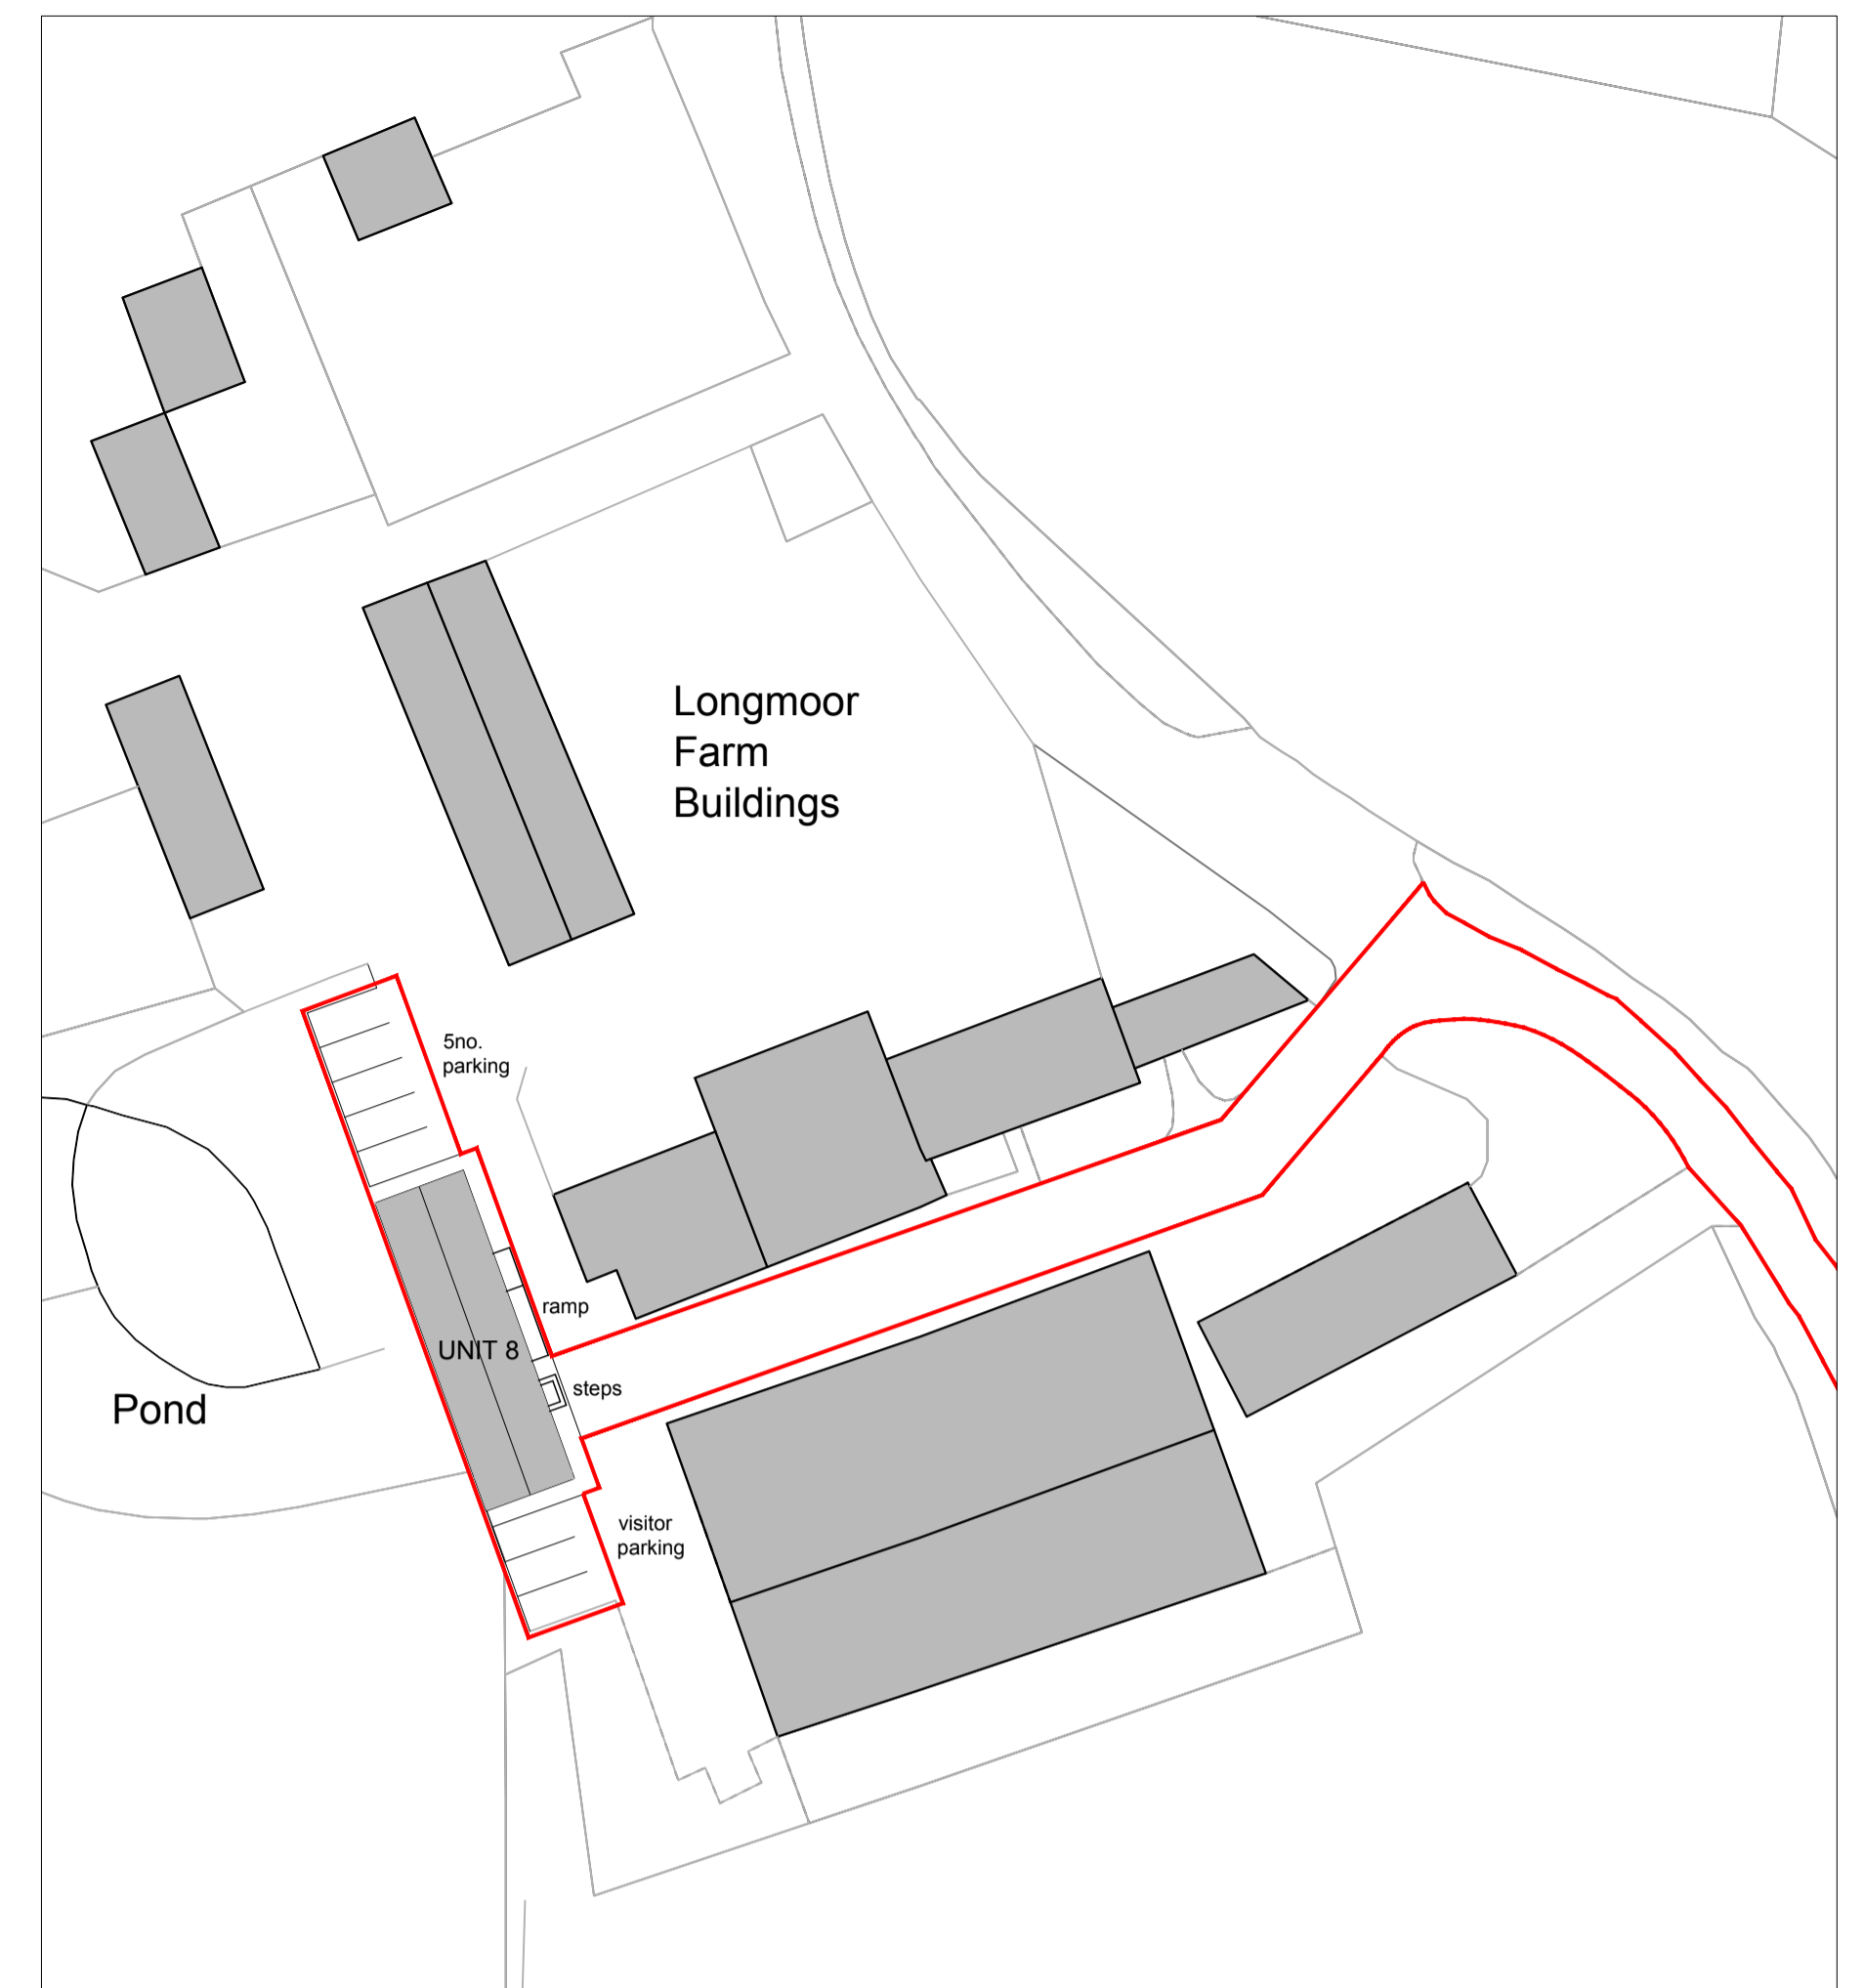 Longmoor
Farm
Buildings
5no.
parking
ramp
UNIT 8
steps
Pond
visitor
parking